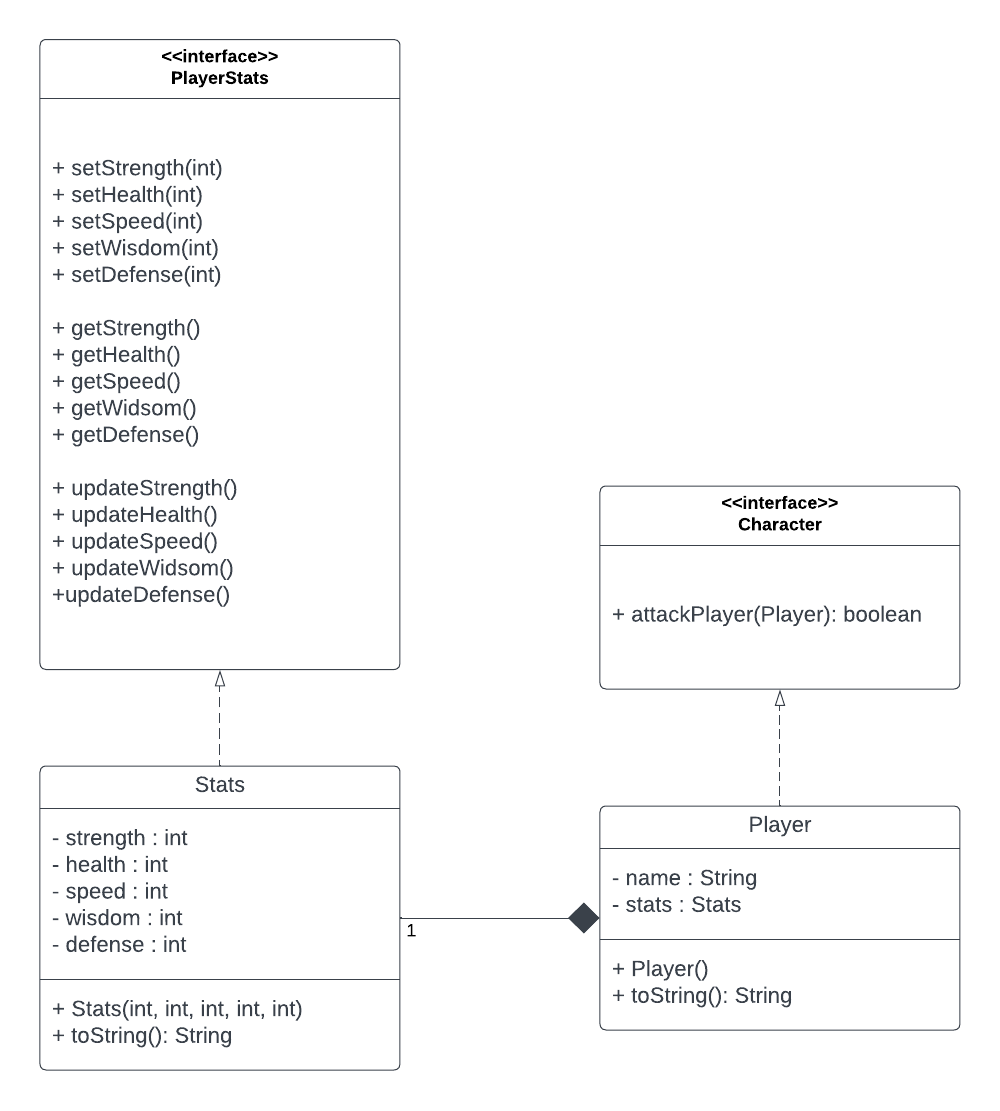 <<interface>>
PlayerStats
+ setStrength(int)
+ setHealth(int)
+ setSpeed(int)
+ setWisdom(int)
+ setDefense(int)
+ getStrength()
+ getHealth()
+ getSpeed()
+ getWidsom()
+ getDefense()
+ updateStrength()
+ updateHealth()
+ updateSpeed()
+ updateWidsom()
+updateDefense()
<<interface>>
Character
+ attackPlayer(Player): boolean
Stats
- strength : int
- health : int
- speed : int
- wisdom : int
- defense : int
+ Stats(int, int, int, int, int)
+ toString(): String
1
Player
- name : String
- stats : Stats
+ Player()
+ toString(): String